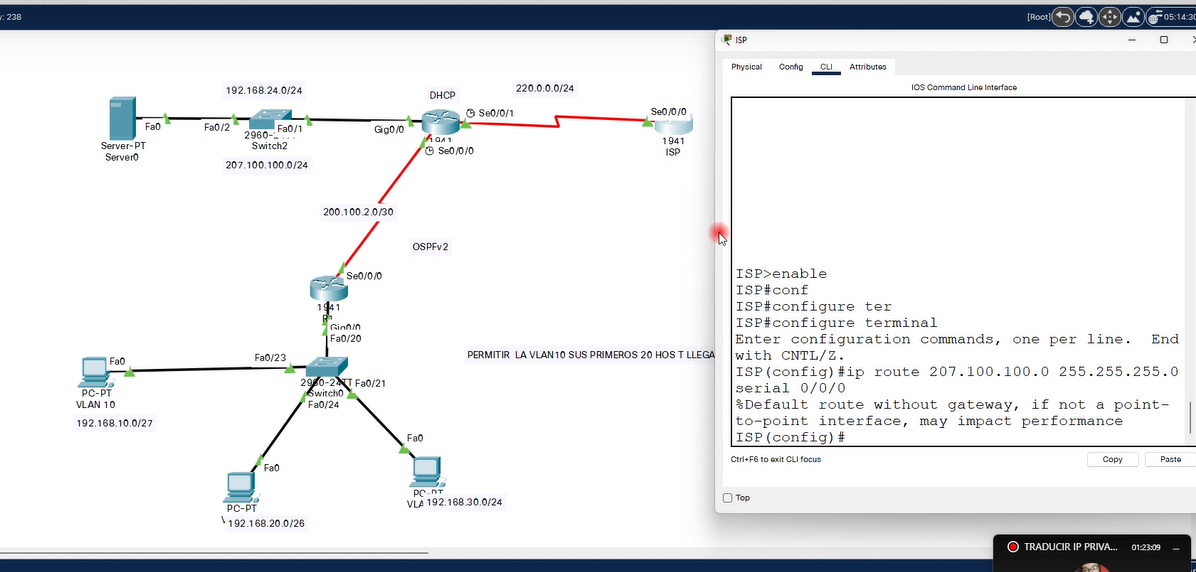 y: 238
[Root]
05:14:30
ISP
Physical Config CLI Attributes
IOS Command Line Interface
192.168.24.0/24
DHCP
220.0.0.0/24
Se0/0/1
Se0/0/0
Fa0
Fa0/2
Fa0/1
Gig0/0
Server-PT
Server0
Switch2
1941
Se0/0/0
1941
ISP
207.100.100.0/24
200.100.2.0/30
OSPFv2
Se0/0/0
1941
R1
Gig0/0
Fa0/20
PERMITIR LA VLAN10 SUS PRIMEROS 20 HOS T LLEGA
Fa0
Fa0/23
PC-PT
VLAN 10
2960-24TT
Fa0/21
Switch0
Fa0/24
192.168.10.0/27
Fa0
Fa0
PC-PT
192.168.20.0/26
PC-PT
192.168.30.0/24
ISP>enable
ISP#conf
ISP#configure ter
ISP#configure terminal
Enter configuration commands, one per line. End
with CNTL/Z.
ISP(config)#ip route 207.100.100.0 255.255.255.0
serial 0/0/0
%Default route without gateway, if not a point-
to-point interface, may impact performance
ISP(config)#
Ctrl+F6 to exit CLI focus
Copy
Paste
Top
TRADUCIR IP PRIVA...
01:23:09